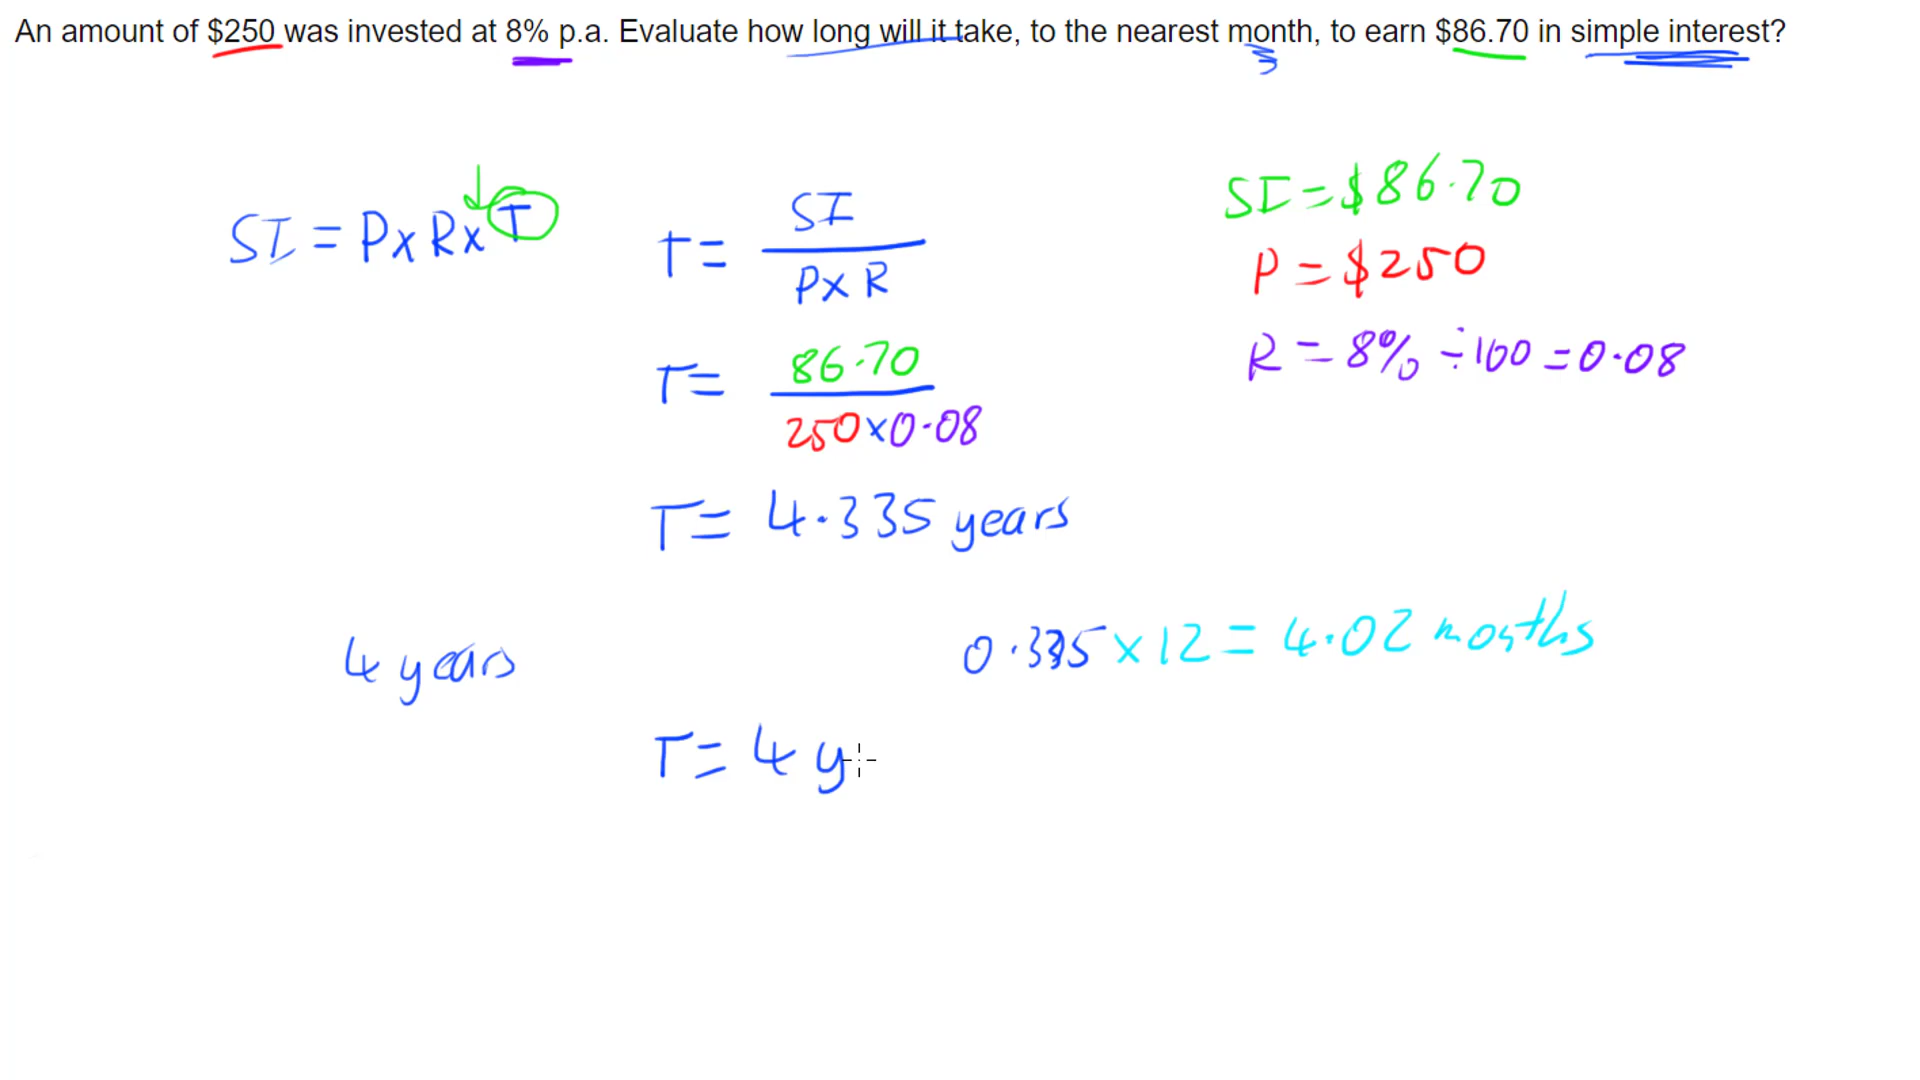 An amount of $250 was invested at 8% p.a. Evaluate how long will it take, to the nearest month, to earn $86.70 in simple interest?
SI = P x R x T
T = SI / P x R
SI = $86.70
P = $250
R = 8% ÷ 100 = 0.08
T = 86.70 / 250 x 0.08
T = 4.335 years
4 years
0.335 x 12 = 4.02 months
T = 4 y